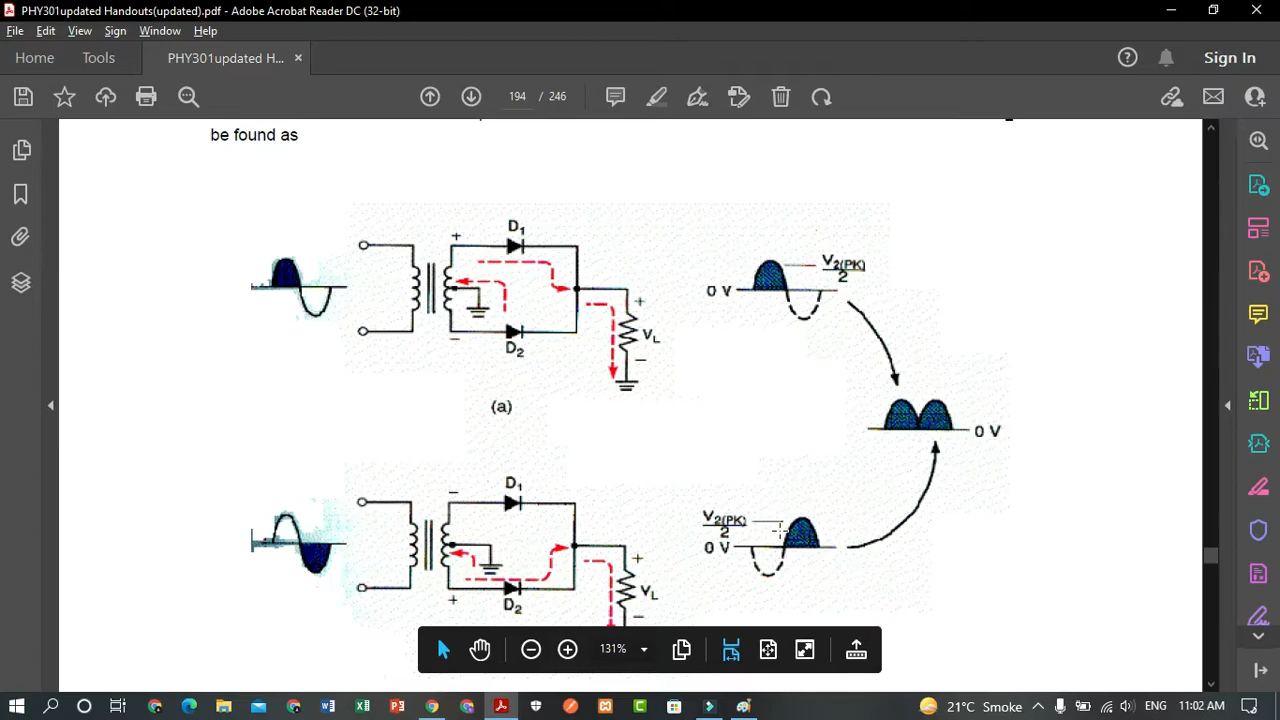 PHY301updated Handouts(updated).pdf - Adobe Acrobat Reader DC (32-bit)
File Edit View Sign Window Help
Home Tools PHY301updated H... × Sign In
194 / 246
be found as
D1
+
V2(PK)
2
0 V
+
VL
−
−
D2
(a)
0 V
−
D1
V2(PK)
2
0 V
+
VL
−
+
D2
131%
21°C Smoke
11:02 AM